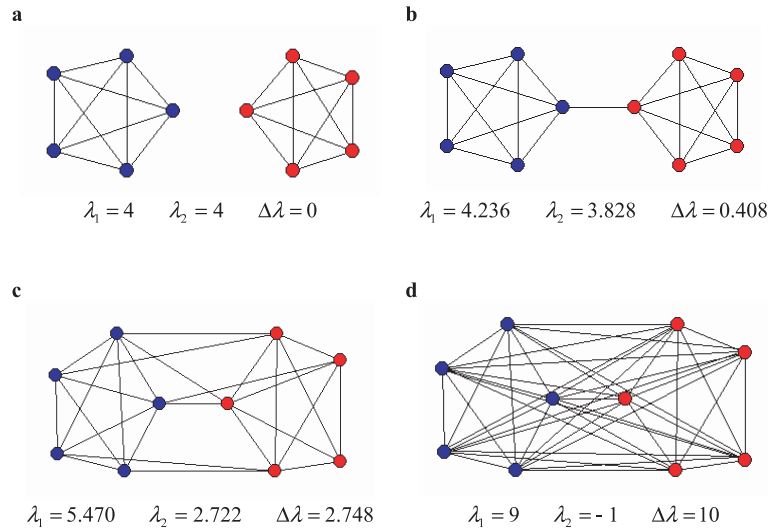 a
b
λ₁ = 4 λ₂ = 4 Δλ = 0
λ₁ = 4.236 λ₂ = 3.828 Δλ = 0.408
c
d
λ₁ = 5.470 λ₂ = 2.722 Δλ = 2.748
λ₁ = 9 λ₂ = - 1 Δλ = 10